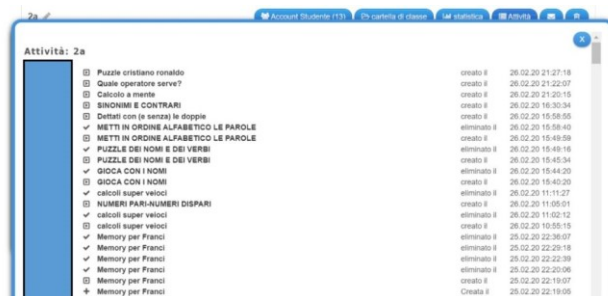 2a
Account Studente (13) cartella di classe statistica Attività
x
Attività: 2a
Puzzle cristiano ronaldo creato il 26.02.20 21:27:18
Quale operatore serve? creato il 26.02.20 21:22:07
Calcolo a mente creato il 26.02.20 21:20:15
SINONIMI E CONTRARI creato il 26.02.20 16:30:34
Dettati con (e senza) le doppie creato il 26.02.20 15:58:55
METTI IN ORDINE ALFABETICO LE PAROLE eliminato il 26.02.20 15:58:40
METTI IN ORDINE ALFABETICO LE PAROLE creato il 26.02.20 15:49:59
PUZZLE DEI NOMI E DEI VERBI eliminato il 26.02.20 15:49:16
PUZZLE DEI NOMI E DEI VERBI creato il 26.02.20 15:45:34
GIOCA CON I NOMI eliminato il 26.02.20 15:44:20
GIOCA CON I NOMI creato il 26.02.20 15:40:20
calcoli super veloci eliminato il 26.02.20 11:11:27
NUMERI PARI-NUMERI DISPARI creato il 26.02.20 11:05:01
calcoli super veloci eliminato il 26.02.20 11:02:12
calcoli super veloci creato il 26.02.20 10:55:15
Memory per Franci eliminato il 25.02.20 22:36:07
Memory per Franci eliminato il 25.02.20 22:29:18
Memory per Franci eliminato il 25.02.20 22:22:39
Memory per Franci eliminato il 25.02.20 22:20:06
Memory per Franci creato il 25.02.20 22:19:07
Memory per Franci Creata il 25.02.20 22:19:05